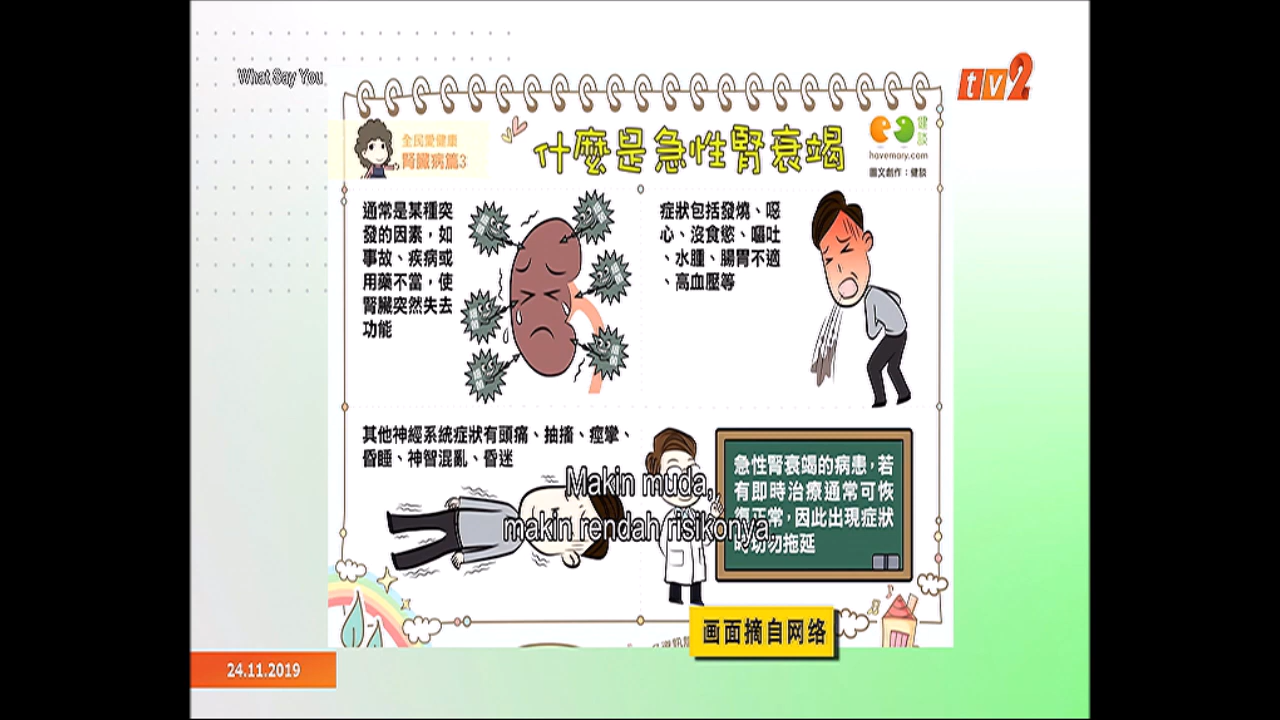 What Say You
tv2
全民愛健康
腎臟病篇3
什麼是急性腎衰竭
健談
havemary.com
圖文創作：健談
通常是某種突
發的因素，如
事故、疾病或
用藥不當，使
腎臟突然失去
功能
症狀包括發燒、噁
心、沒食慾、嘔吐
、水腫、腸胃不適
、高血壓等
其他神經系統症狀有頭痛、抽搐、痙攣、
昏睡、神智混亂、昏迷
急性腎衰竭的病患，若
有即時治療通常可恢
復正常，因此出現症狀
時切勿拖延
Makin muda,
makin rendah risikonya.
画面摘自网络
24.11.2019